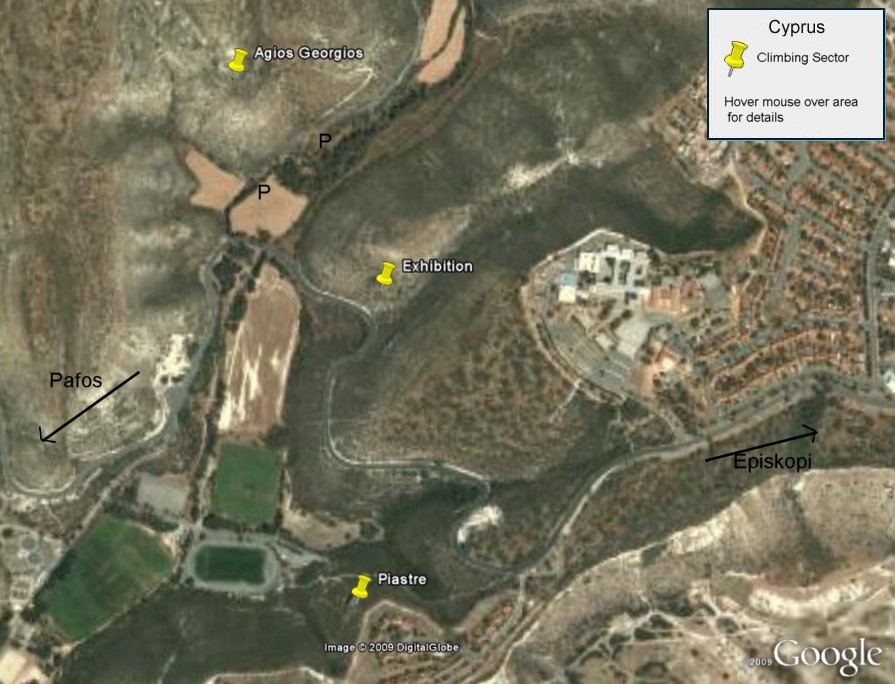 Cyprus
Climbing Sector
Hover mouse over area
for details
Agios Georgios
P
P
Exhibition
Pafos
Episkopi
Piastre
Image © 2009 DigitalGlobe
©2009 Google